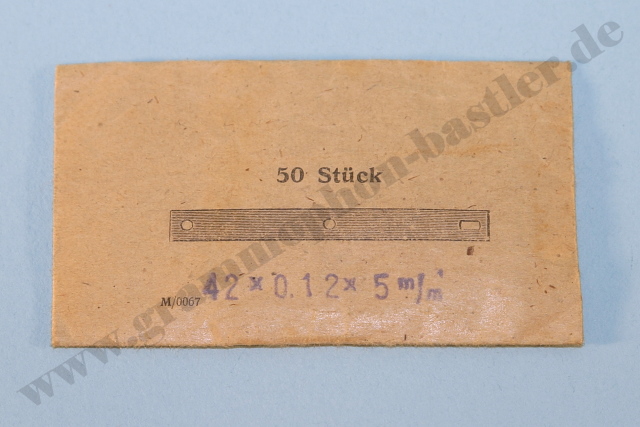 50 Stück
M/0067 42 x 0.12 x 5 m/m
www.grammophon-bastler.de